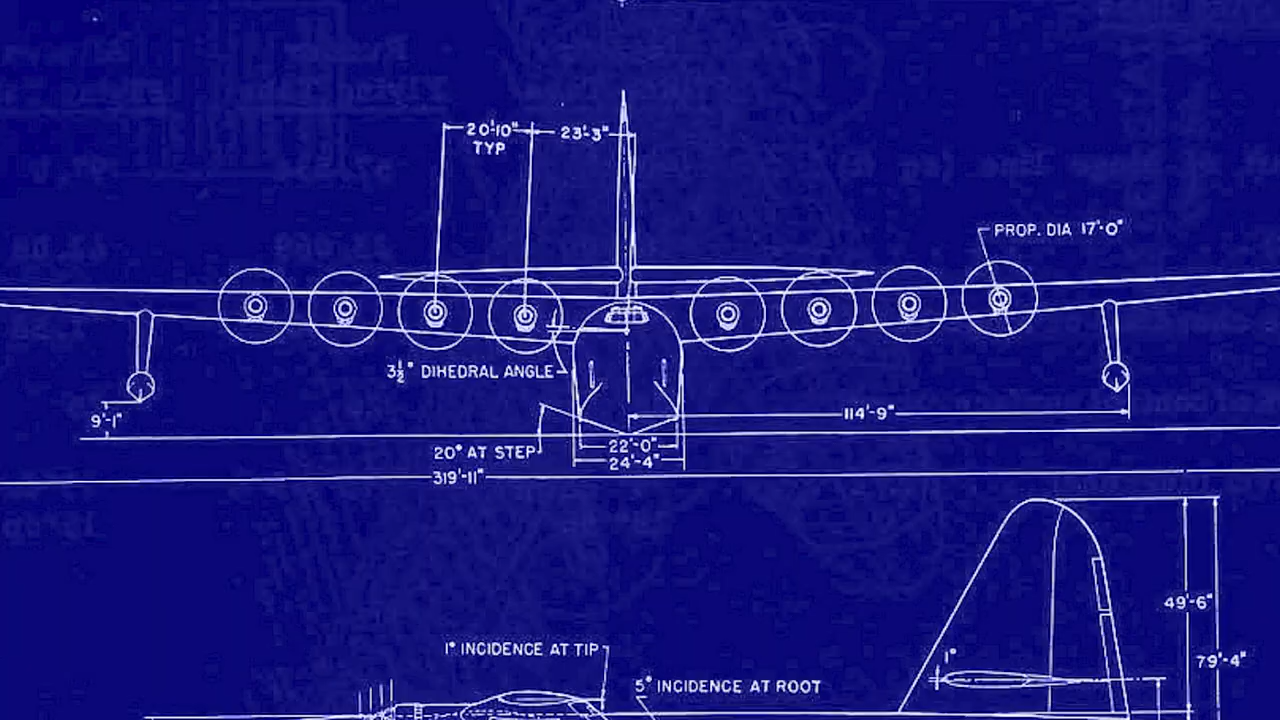 20'-10"
TYP
23'-3"
PROP. DIA 17'-0"
3½° DIHEDRAL ANGLE
9'-1"
114'-9"
20° AT STEP
22'-0"
24'-4"
319'-11"
49'-6"
1° INCIDENCE AT TIP
1°
79'-4"
5° INCIDENCE AT ROOT